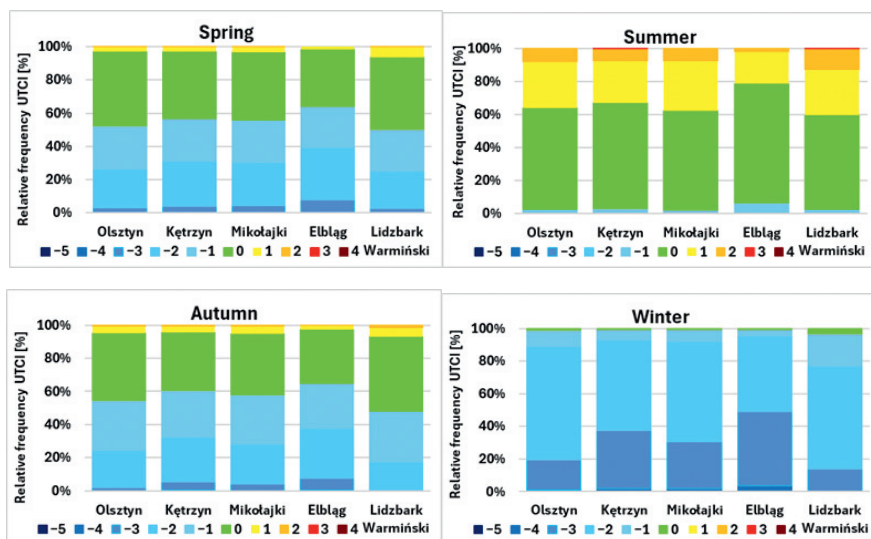 Spring
Relative frequency UTCI [%]
100%
80%
60%
40%
20%
0%
Olsztyn Kętrzyn Mikołajki Elbląg Lidzbark
−5 −4 −3 −2 −1 0 1 2 3 4 Warmiński
Summer
Relative frequency UTCI [%]
100%
80%
60%
40%
20%
0%
Olsztyn Kętrzyn Mikołajki Elbląg Lidzbark
−5 −4 −3 −2 −1 0 1 2 3 4 Warmiński
Autumn
Relative frequency UTCI [%]
100%
80%
60%
40%
20%
0%
Olsztyn Kętrzyn Mikołajki Elbląg Lidzbark
−5 −4 −3 −2 −1 0 1 2 3 4 Warmiński
Winter
Relative frequency UTCI [%]
100%
80%
60%
40%
20%
0%
Olsztyn Kętrzyn Mikołajki Elbląg Lidzbark
−5 −4 −3 −2 −1 0 1 2 3 4 Warmiński